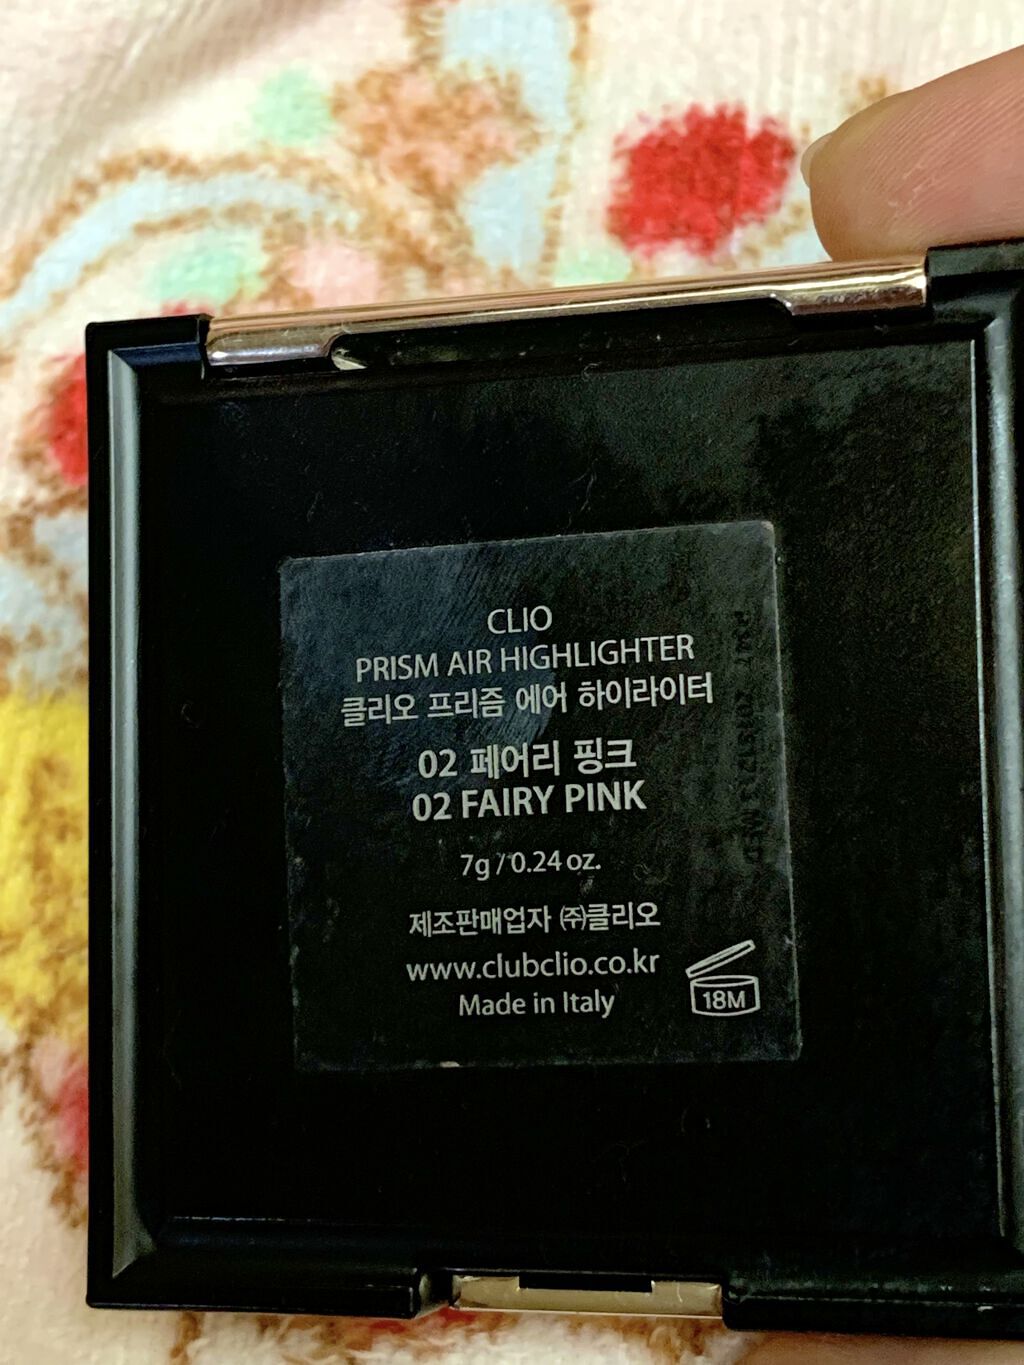 CLIO
PRISM AIR HIGHLIGHTER
클리오 프리즘 에어 하이라이터
02 페어리 핑크
02 FAIRY PINK
7g / 0.24 oz.
제조판매업자 ㈜클리오
www.clubclio.co.kr
Made in Italy
18M